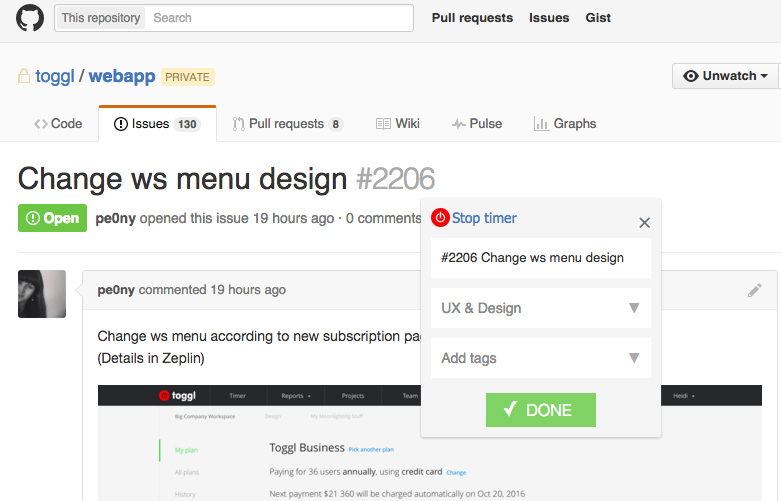 This repository Search Pull requests Issues Gist
toggl / webapp PRIVATE Unwatch
Code Issues 130 Pull requests 8 Wiki Pulse Graphs
Change ws menu design #2206
Open pe0ny opened this issue 19 hours ago · 0 comments
Stop timer
#2206 Change ws menu design
UX & Design
Add tags
DONE
pe0ny commented 19 hours ago
Change ws menu according to new subscription pag
(Details in Zeplin)
toggl Timer Reports Projects Team Heidi
Big Company Workspace Design My Moonlighting Stuff
My plan Toggl Business Pick another plan
All plans Paying for 36 users annually, using credit card Change
History Next payment $21 360 will be charged automatically on Oct 20, 2016